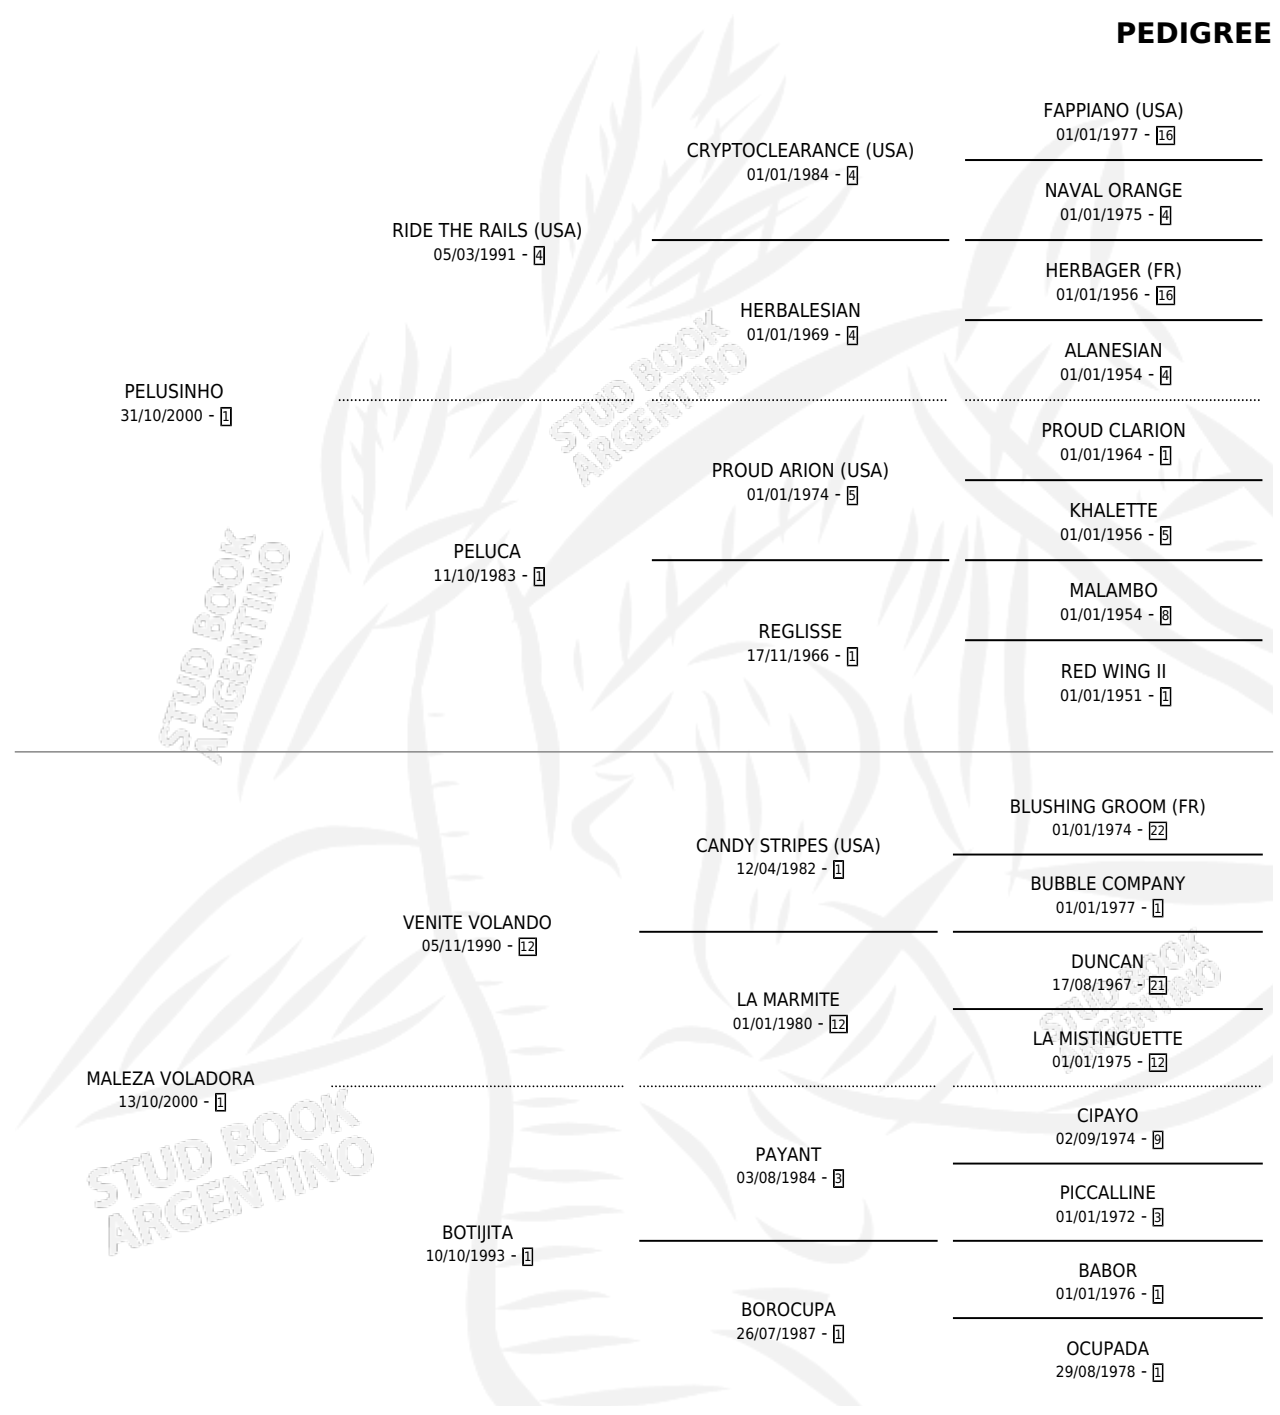 PEDIGREE
FAPPIANO (USA)
01/01/1977 - 16
CRYPTOCLEARANCE (USA)
01/01/1984 - 4
NAVAL ORANGE
01/01/1975 - 4
RIDE THE RAILS (USA)
05/03/1991 - 4
HERBAGER (FR)
01/01/1956 - 16
HERBALESIAN
01/01/1969 - 4
ALANESIAN
01/01/1954 - 4
PELUSINHO
31/10/2000 - 1
PROUD CLARION
01/01/1964 - 1
PROUD ARION (USA)
01/01/1974 - 5
KHALETTE
01/01/1956 - 5
PELUCA
11/10/1983 - 1
MALAMBO
01/01/1954 - 8
REGLISSE
17/11/1966 - 1
RED WING II
01/01/1951 - 1
STUD BOOK
ARGENTINO
STUD BOOK
ARGENTINO
BLUSHING GROOM (FR)
01/01/1974 - 22
CANDY STRIPES (USA)
12/04/1982 - 1
BUBBLE COMPANY
01/01/1977 - 1
VENITE VOLANDO
05/11/1990 - 12
DUNCAN
17/08/1967 - 21
LA MARMITE
01/01/1980 - 12
LA MISTINGUETTE
01/01/1975 - 12
MALEZA VOLADORA
13/10/2000 - 1
CIPAYO
02/09/1974 - 9
PAYANT
03/08/1984 - 3
PICCALLINE
01/01/1972 - 3
BOTIJITA
10/10/1993 - 1
BABOR
01/01/1976 - 1
BOROCUPA
26/07/1987 - 1
OCUPADA
29/08/1978 - 1
STUD BOOK
ARGENTINO
STUD BOOK
ARGENTINO